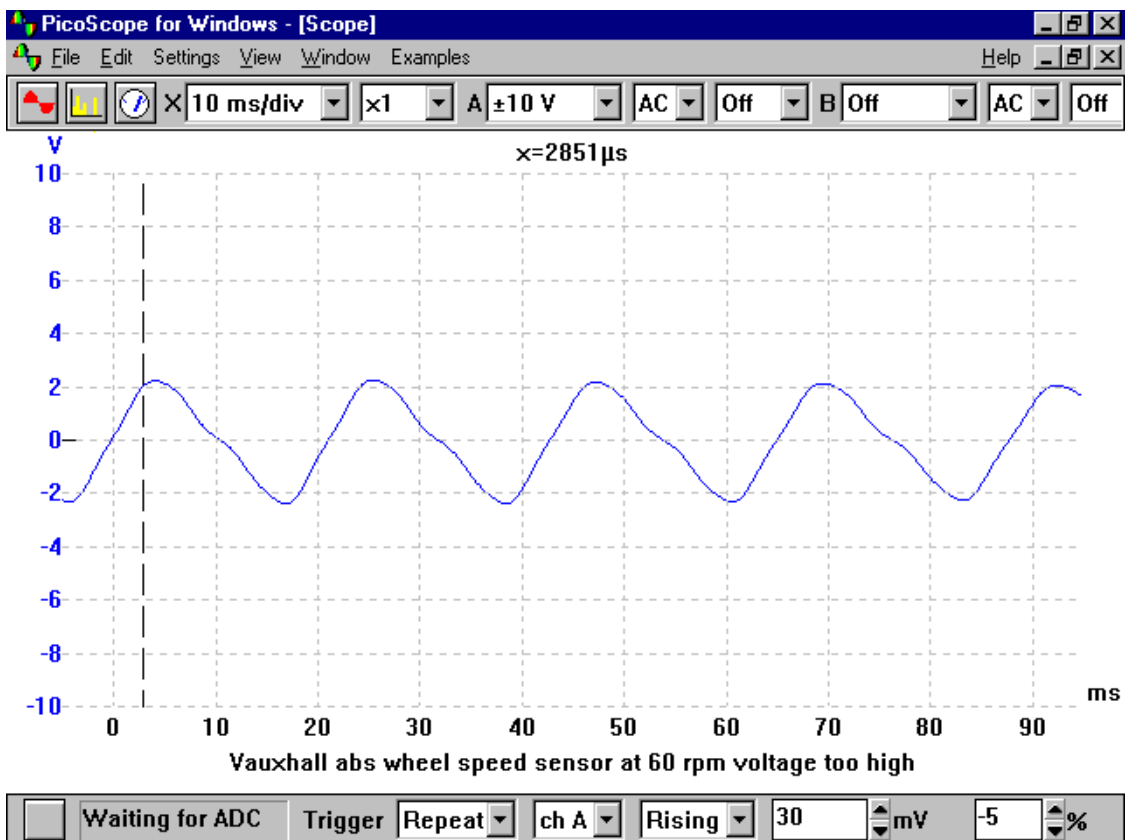 PicoScope for Windows - [Scope]
File Edit Settings View Window Examples Help
X 10 ms/div x1 A ±10 V AC Off B Off AC Off
V
x=2851µs
10
8
6
4
2
0
-2
-4
-6
-8
-10
ms
0 10 20 30 40 50 60 70 80 90
Vauxhall abs wheel speed sensor at 60 rpm voltage too high
Waiting for ADC Trigger Repeat ch A Rising 30 mV -5 %